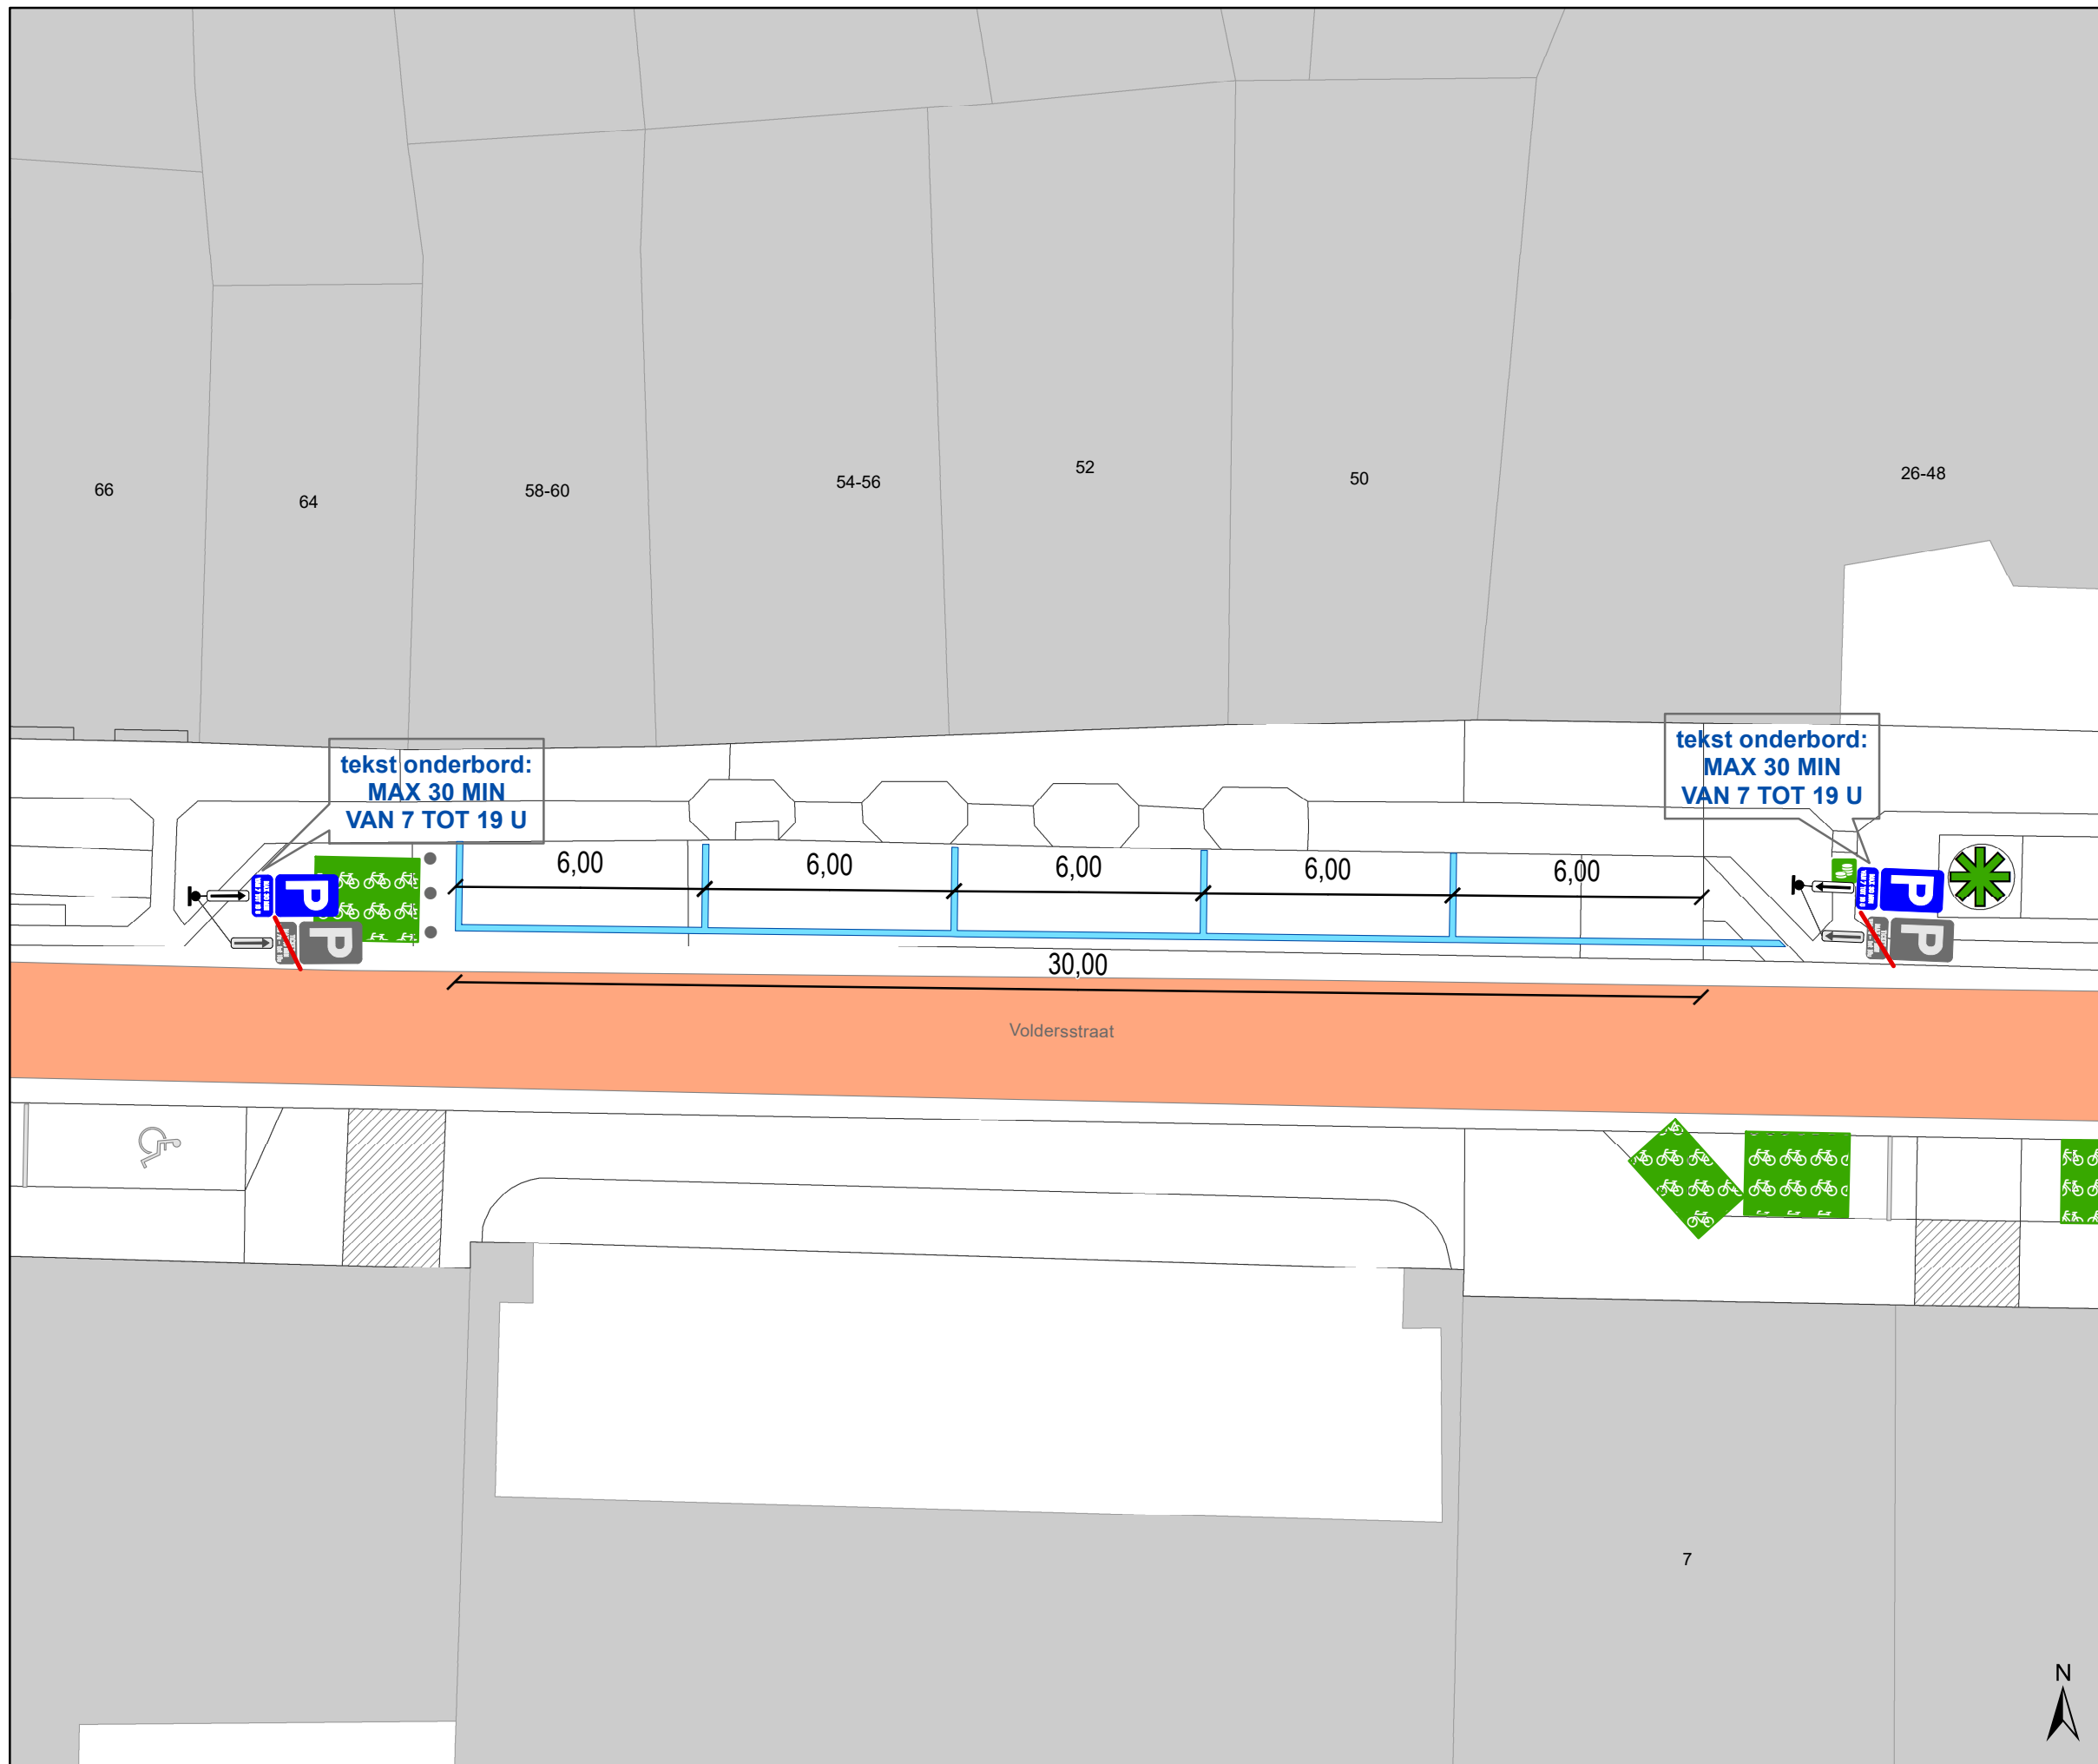 66
64
58-60
54-56
52
50
26-48
tekst onderbord:
MAX 30 MIN
VAN 7 TOT 19 U
tekst onderbord:
MAX 30 MIN
VAN 7 TOT 19 U
6,00
6,00
6,00
6,00
6,00
P
P
P
P
30,00
Voldersstraat
7
N